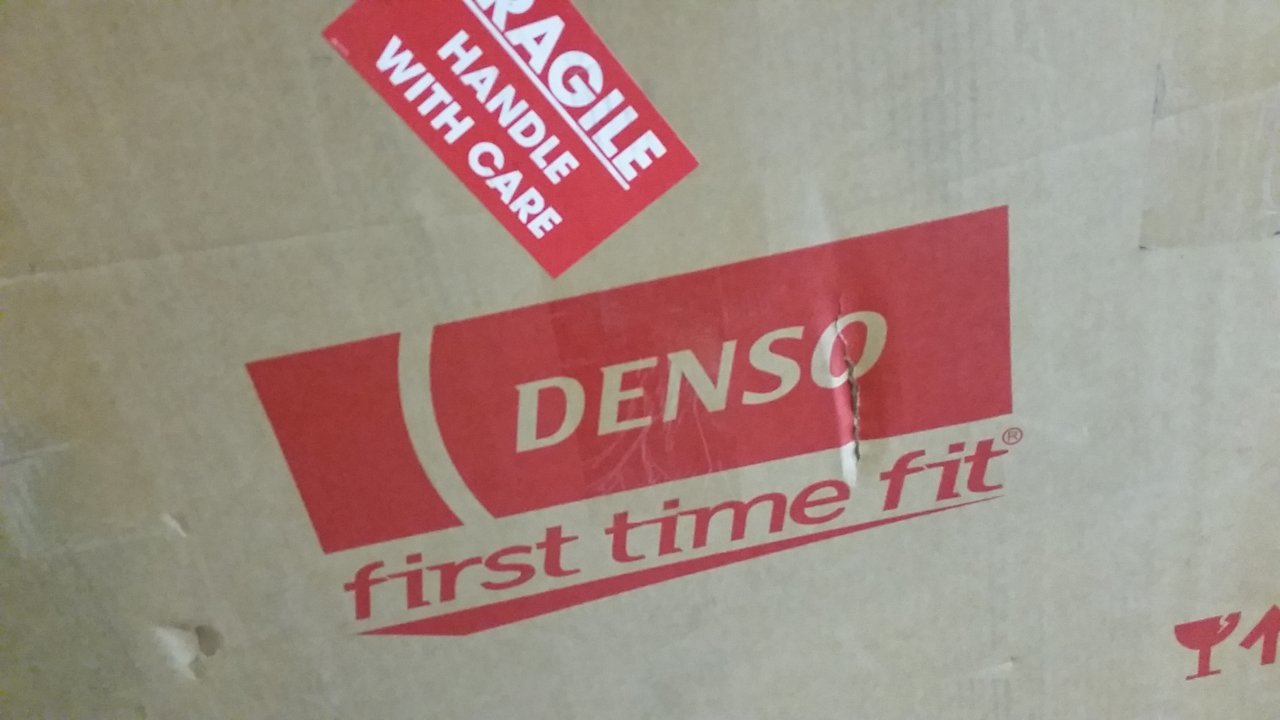 RAGILE
HANDLE
WITH CARE
DENSO
first time fit®